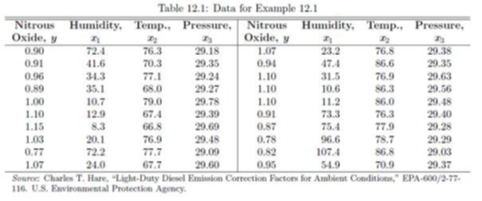 Table 12.1: Data for Example 12.1
Nitrous Humidity, Temp., Pressure, Nitrous Humidity, Temp., Pressure,
Oxide, y x₁ x₂ x₃ Oxide, y x₁ x₂ x₃
0.90 72.4 76.3 29.18 1.07 23.2 76.8 29.38
0.91 41.6 70.3 29.35 0.94 47.4 86.6 29.35
0.96 34.3 77.1 29.24 1.10 31.5 76.9 29.63
0.89 35.1 68.0 29.27 1.10 10.6 86.3 29.56
1.00 10.7 79.0 29.78 1.10 11.2 86.0 29.48
1.10 12.9 67.4 29.39 0.91 73.3 76.3 29.40
1.15 8.3 66.8 29.69 0.87 75.4 77.9 29.28
1.03 20.1 76.9 29.48 0.78 96.6 78.7 29.29
0.77 72.2 77.7 29.09 0.82 107.4 86.8 29.03
1.07 24.0 67.7 29.60 0.95 54.9 70.9 29.37
Source: Charles T. Hare, “Light-Duty Diesel Emission Correction Factors for Ambient Conditions,” EPA-600/2-77-
116. U.S. Environmental Protection Agency.